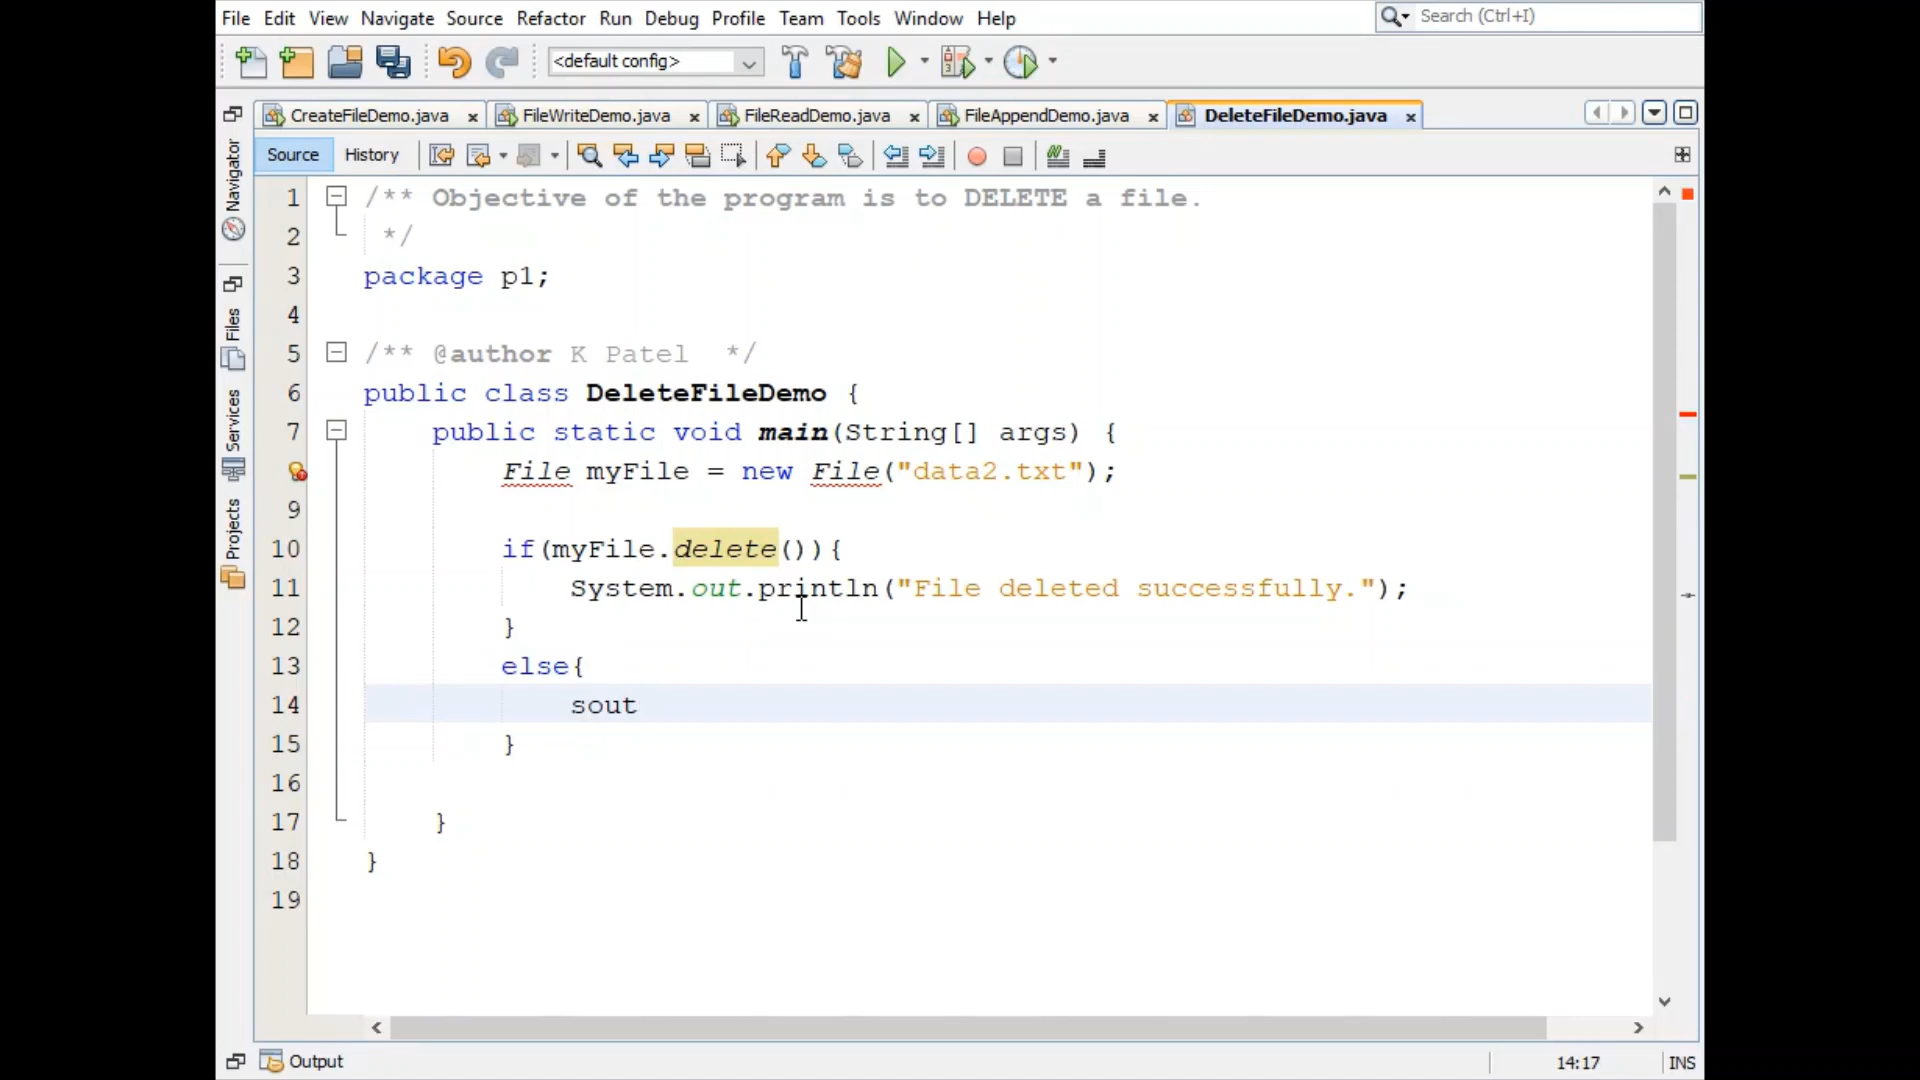 File Edit View Navigate Source Refactor Run Debug Profile Team Tools Window Help
Search (Ctrl+I)
<default config>
CreateFileDemo.java FileWriteDemo.java FileReadDemo.java FileAppendDemo.java DeleteFileDemo.java
Source History
Navigator
Files
Services
Projects
1 /** Objective of the program is to DELETE a file.
2 */
3 package p1;
4
5 /** @author K Patel */
6 public class DeleteFileDemo {
7 public static void main(String[] args) {
File myFile = new File("data2.txt");
9
10 if(myFile.delete()){
11 System.out.println("File deleted successfully.");
12 }
13 else{
14 sout
15 }
16
17 }
18 }
19
Output
14:17 INS